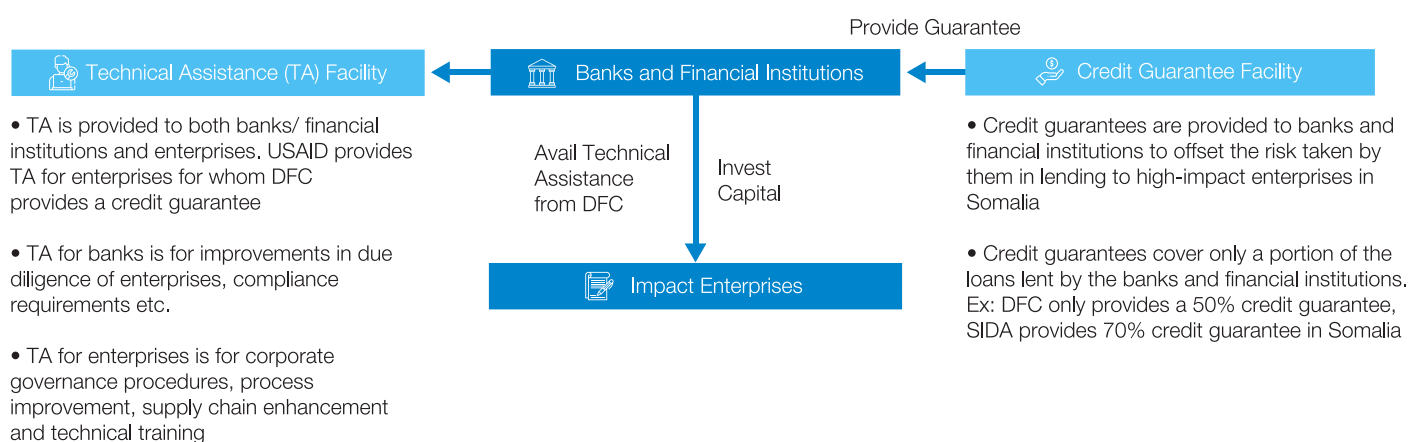 Provide Guarantee
Technical Assistance (TA) Facility
Banks and Financial Institutions
Credit Guarantee Facility
• TA is provided to both banks/ financial
institutions and enterprises. USAID provides
TA for enterprises for whom DFC
provides a credit guarantee
• TA for banks is for improvements in due
diligence of enterprises, compliance
requirements etc.
• TA for enterprises is for corporate
governance procedures, process
improvement, supply chain enhancement
and technical training
Avail Technical
Assistance
from DFC
Invest
Capital
Impact Enterprises
• Credit guarantees are provided to banks and
financial institutions to offset the risk taken by
them in lending to high-impact enterprises in
Somalia
• Credit guarantees cover only a portion of the
loans lent by the banks and financial institutions.
Ex: DFC only provides a 50% credit guarantee,
SIDA provides 70% credit guarantee in Somalia